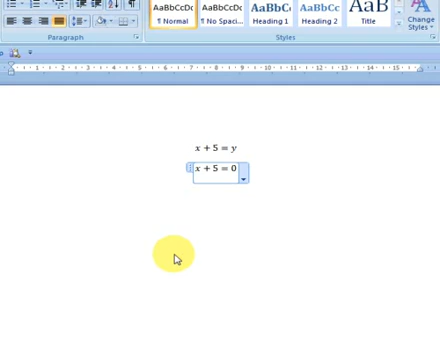 AaBbCcDc AaBbCcDc AaBbC AaBbCc AaB
¶ Normal ¶ No Spaci... Heading 1 Heading 2 Title
Change
Styles
Paragraph Styles
1 2 3 4 5 6 7 8 9 10 11 12 13 14 15
x + 5 = y
x + 5 = 0